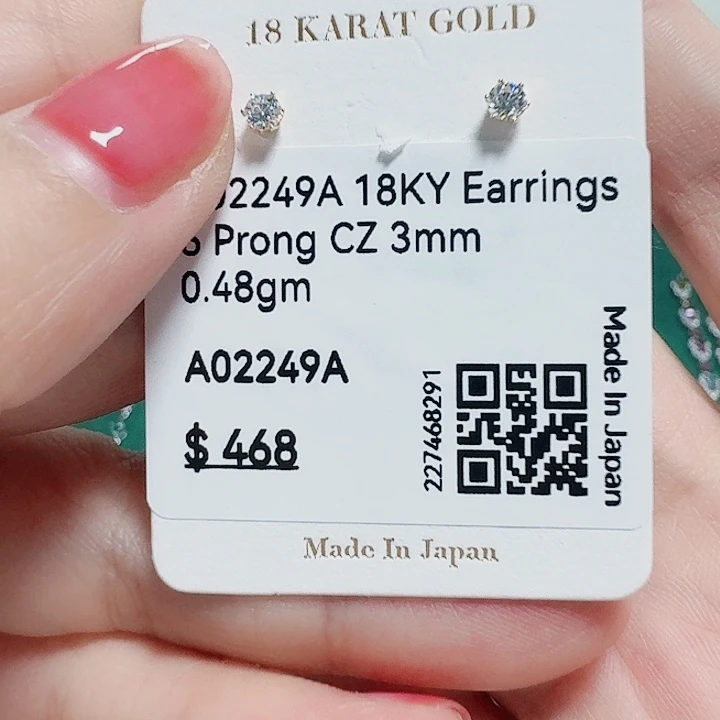 18 KARAT GOLD
02249A 18KY Earrings
Prong CZ 3mm
0.48gm
A02249A
$ 468
227468291
Made In Japan
Made In Japan